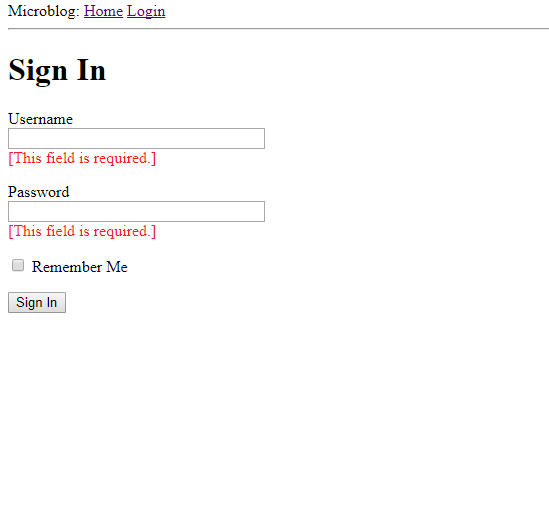 Microblog: Home Login
Sign In
Username
[This field is required.]
Password
[This field is required.]
Remember Me
Sign In